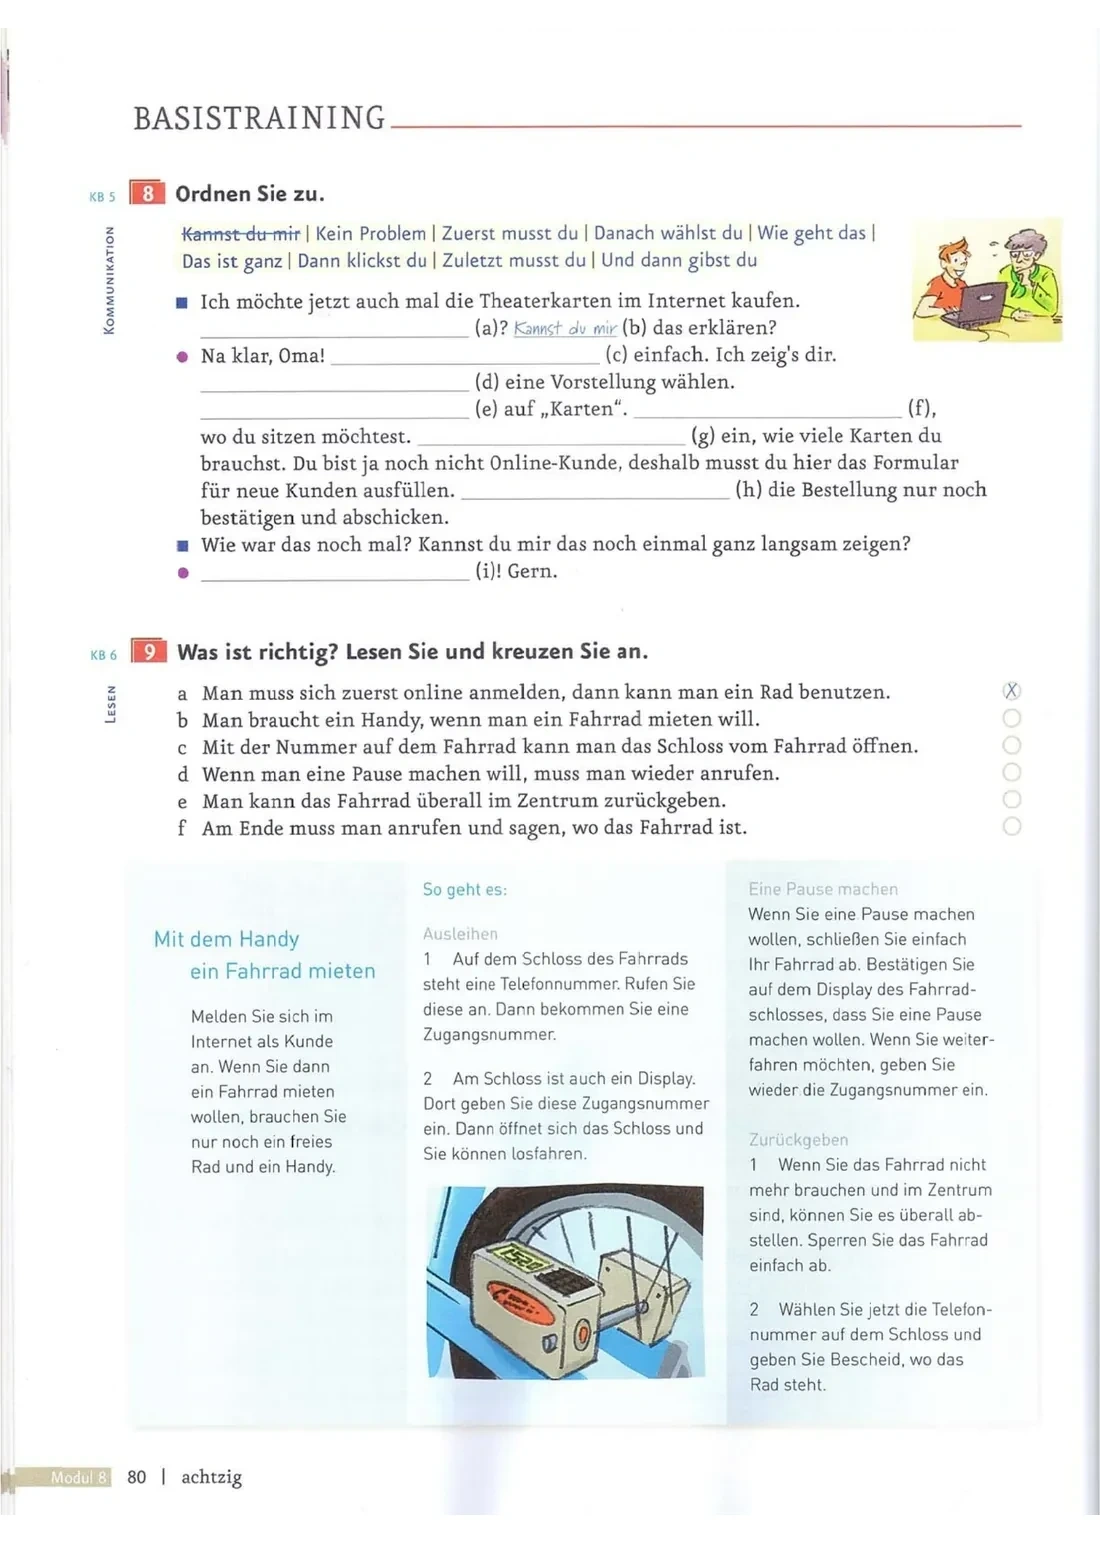 BASISTRAINING
KB 5 8 Ordnen Sie zu.
KOMMUNIKATION
Kannst du mir | Kein Problem | Zuerst musst du | Danach wählst du | Wie geht das |
Das ist ganz | Dann klickst du | Zuletzt musst du | Und dann gibst du
Ich möchte jetzt auch mal die Theaterkarten im Internet kaufen.
(a)? Kannst du mir (b) das erklären?
Na klar, Oma! (c) einfach. Ich zeig's dir.
(d) eine Vorstellung wählen.
(e) auf „Karten“. (f),
wo du sitzen möchtest. (g) ein, wie viele Karten du
brauchst. Du bist ja noch nicht Online-Kunde, deshalb musst du hier das Formular
für neue Kunden ausfüllen. (h) die Bestellung nur noch
bestätigen und abschicken.
Wie war das noch mal? Kannst du mir das noch einmal ganz langsam zeigen?
(i)! Gern.
KB 6 9 Was ist richtig? Lesen Sie und kreuzen Sie an.
LESEN
a Man muss sich zuerst online anmelden, dann kann man ein Rad benutzen. X
b Man braucht ein Handy, wenn man ein Fahrrad mieten will.
c Mit der Nummer auf dem Fahrrad kann man das Schloss vom Fahrrad öffnen.
d Wenn man eine Pause machen will, muss man wieder anrufen.
e Man kann das Fahrrad überall im Zentrum zurückgeben.
f Am Ende muss man anrufen und sagen, wo das Fahrrad ist.
Mit dem Handy
ein Fahrrad mieten
Melden Sie sich im
Internet als Kunde
an. Wenn Sie dann
ein Fahrrad mieten
wollen, brauchen Sie
nur noch ein freies
Rad und ein Handy.
So geht es:
Ausleihen
1 Auf dem Schloss des Fahrrads
steht eine Telefonnummer. Rufen Sie
diese an. Dann bekommen Sie eine
Zugangsnummer.
2 Am Schloss ist auch ein Display.
Dort geben Sie diese Zugangsnummer
ein. Dann öffnet sich das Schloss und
Sie können losfahren.
Eine Pause machen
Wenn Sie eine Pause machen
wollen, schließen Sie einfach
Ihr Fahrrad ab. Bestätigen Sie
auf dem Display des Fahrrad-
schlosses, dass Sie eine Pause
machen wollen. Wenn Sie weiter-
fahren möchten, geben Sie
wieder die Zugangsnummer ein.
Zurückgeben
1 Wenn Sie das Fahrrad nicht
mehr brauchen und im Zentrum
sind, können Sie es überall ab-
stellen. Sperren Sie das Fahrrad
einfach ab.
2 Wählen Sie jetzt die Telefon-
nummer auf dem Schloss und
geben Sie Bescheid, wo das
Rad steht.
Modul 8 80 | achtzig